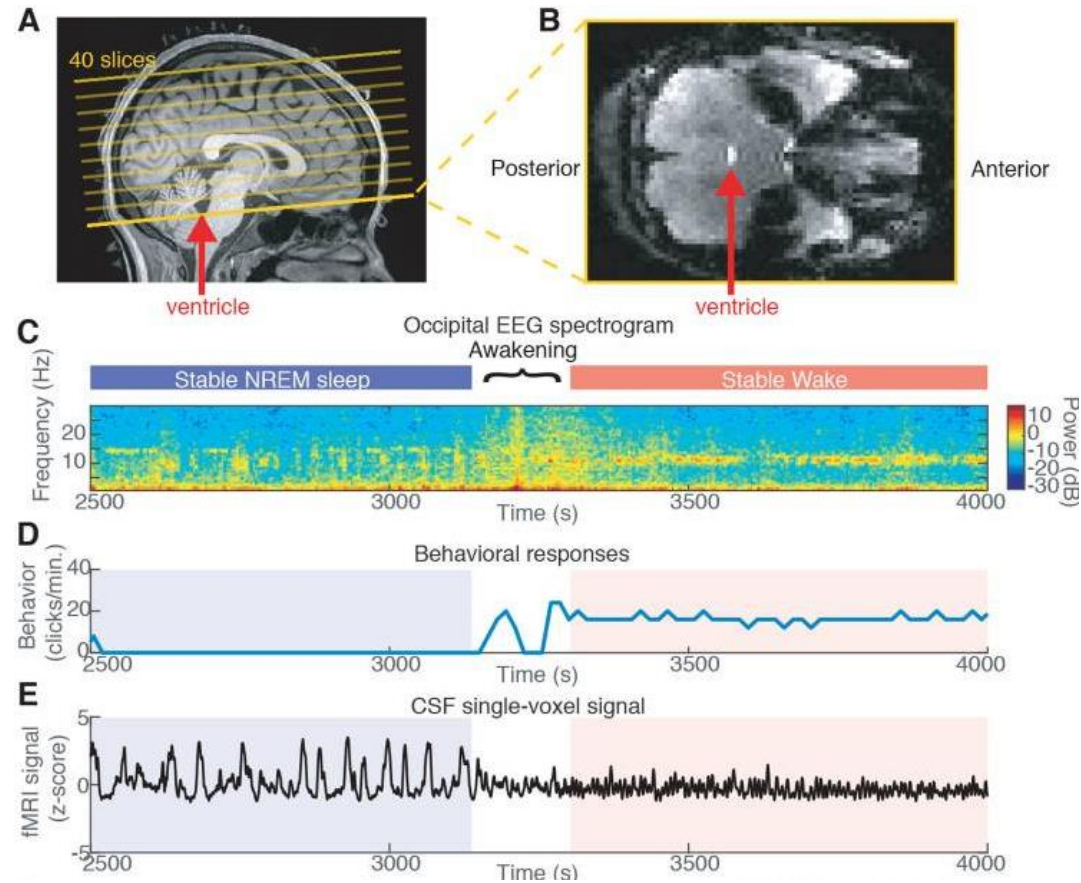 A
40 slices
ventricle
B
Posterior
Anterior
ventricle
C
Occipital EEG spectrogram
Awakening
Stable NREM sleep
Stable Wake
Frequency (Hz)
20
10
2500
3000
3500
4000
Time (s)
10
0
-10
-20
-30
Power (dB)
D
Behavioral responses
Behavior
(clicks/min.)
40
20
0
2500
3000
3500
4000
Time (s)
E
CSF single-voxel signal
fMRI signal
(z-score)
5
0
-5
2500
3000
3500
4000
Time (s)